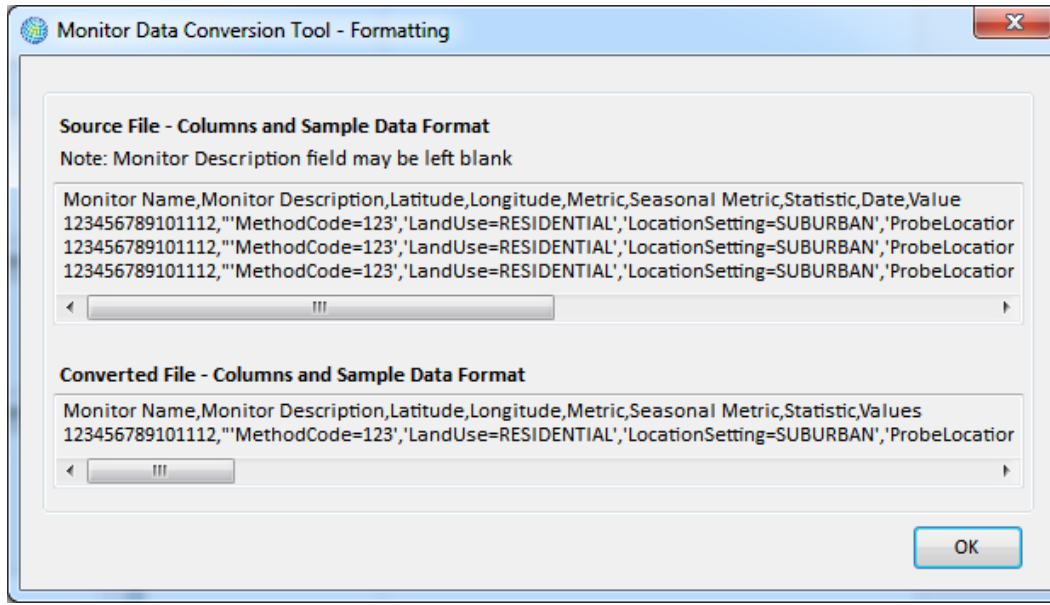 Monitor Data Conversion Tool - Formatting
Source File - Columns and Sample Data Format
Note: Monitor Description field may be left blank
Monitor Name,Monitor Description,Latitude,Longitude,Metric,Seasonal Metric,Statistic,Date,Value
123456789101112,"'MethodCode=123','LandUse=RESIDENTIAL','LocationSetting=SUBURBAN','ProbeLocation
123456789101112,"'MethodCode=123','LandUse=RESIDENTIAL','LocationSetting=SUBURBAN','ProbeLocation
123456789101112,"'MethodCode=123','LandUse=RESIDENTIAL','LocationSetting=SUBURBAN','ProbeLocation
Converted File - Columns and Sample Data Format
Monitor Name,Monitor Description,Latitude,Longitude,Metric,Seasonal Metric,Statistic,Values
123456789101112,"'MethodCode=123','LandUse=RESIDENTIAL','LocationSetting=SUBURBAN','ProbeLocation
OK